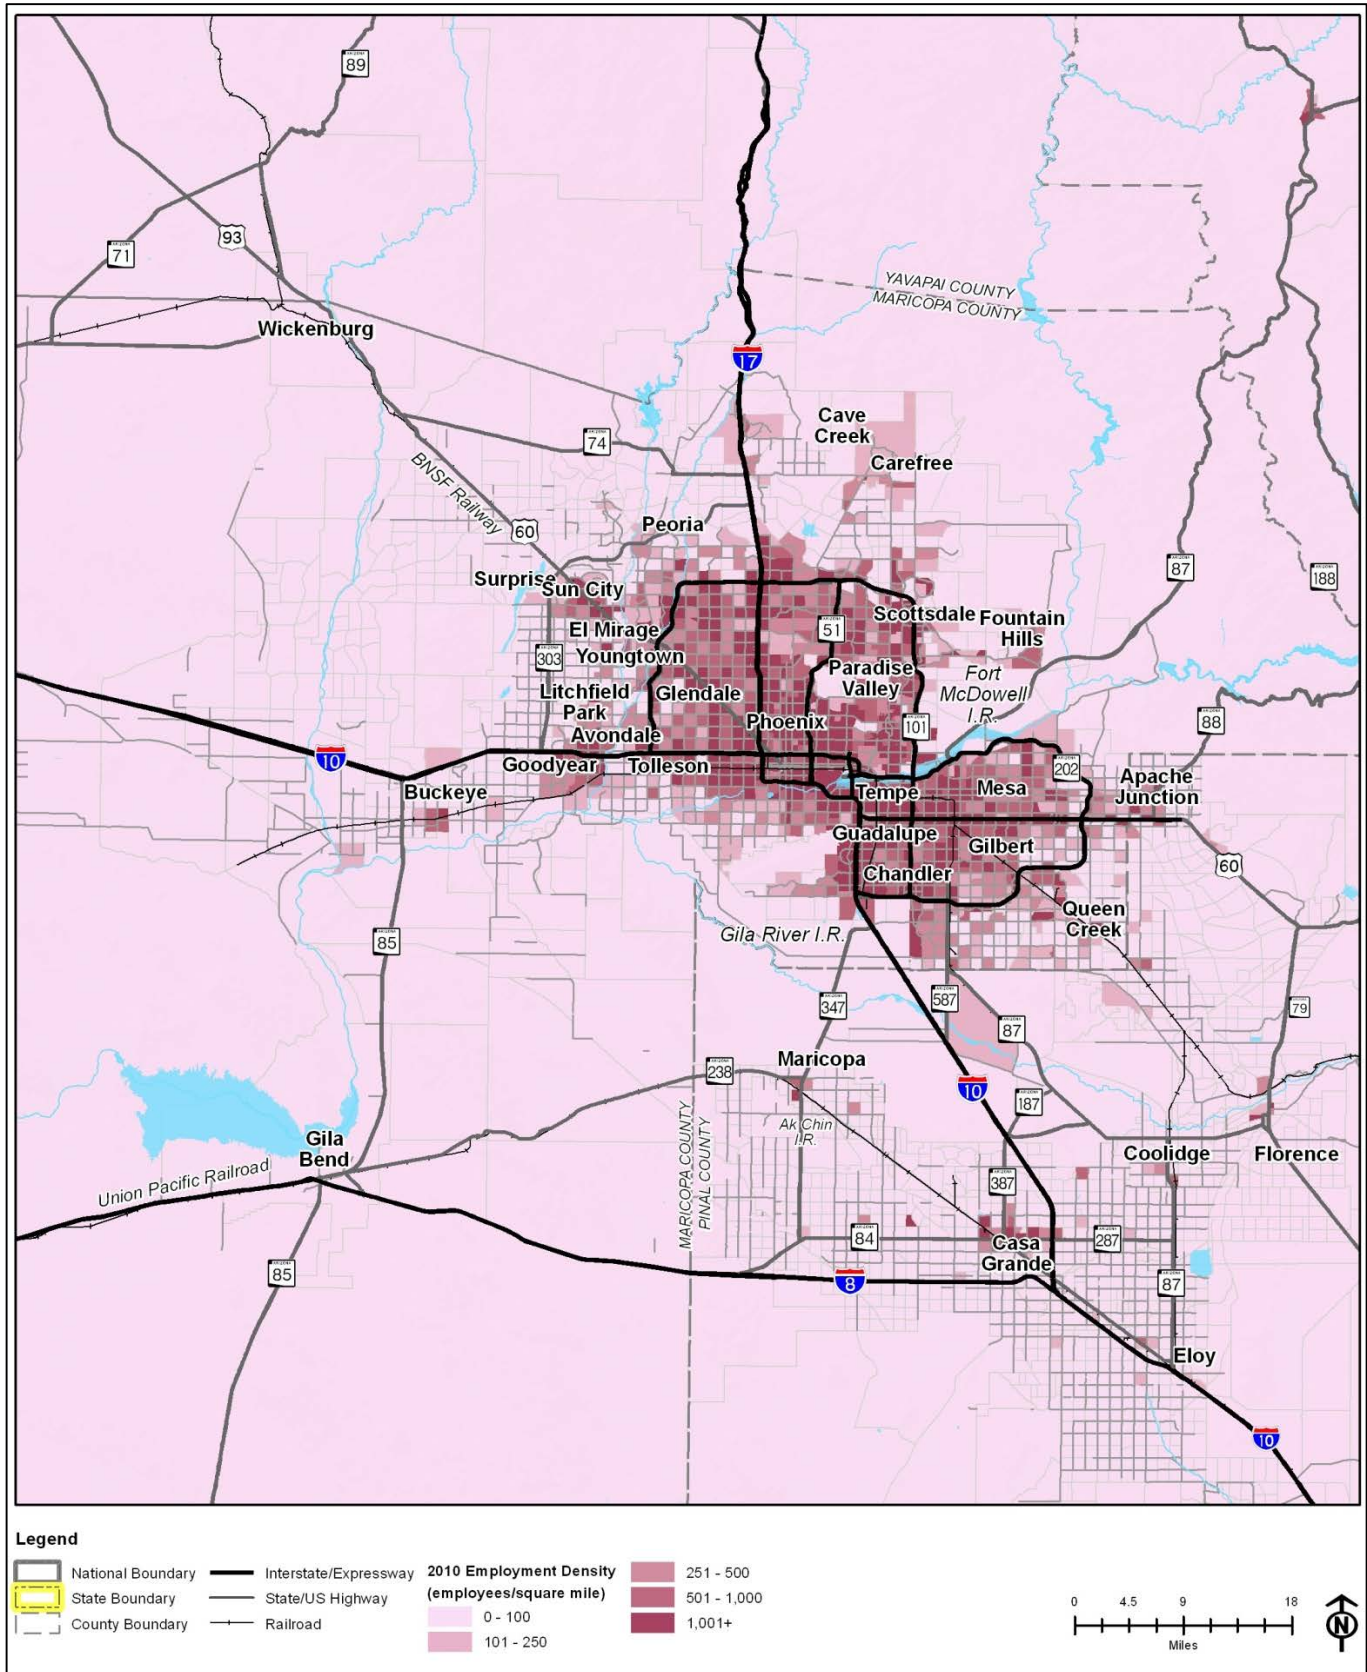 89
93
71
YAVAPAI COUNTY
MARICOPA COUNTY
Wickenburg
17
Cave
Creek
74
Carefree
BNSF Railway
60
Peoria
87
188
Surprise
Sun City
Scottsdale
Fountain
Hills
El Mirage
51
303
Youngtown
Paradise
Valley
Fort
McDowell
I.R.
Litchfield
Park
Glendale
Phoenix
101
88
Avondale
10
Goodyear
Tolleson
202
Buckeye
Tempe
Mesa
Apache
Junction
Guadalupe
Gilbert
60
Chandler
Queen
Creek
85
Gila River I.R.
347
587
79
87
Maricopa
238
10
187
MARICOPA COUNTY
PINAL COUNTY
Ak Chin
I.R.
Gila
Bend
Coolidge
Florence
Union Pacific Railroad
387
84
Casa
Grande
287
85
8
87
Eloy
10
Legend
National Boundary
State Boundary
County Boundary
Interstate/Expressway
State/US Highway
Railroad
2010 Employment Density
(employees/square mile)
0 - 100
101 - 250
251 - 500
501 - 1,000
1,001+
0 4.5 9 18
Miles
N